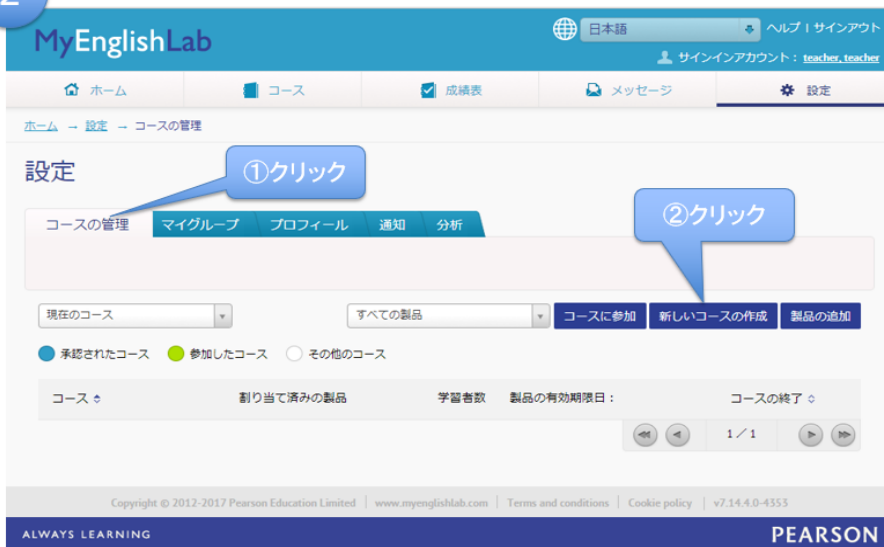 2
MyEnglishLab
日本語
ヘルプ | サインアウト
サインインアカウント： teacher, teacher
ホーム
コース
成績表
メッセージ
設定
ホーム → 設定 → コースの管理
設定
①クリック
コースの管理
マイグループ
プロフィール
通知
分析
②クリック
現在のコース
すべての製品
コースに参加
新しいコースの作成
製品の追加
承認されたコース
参加したコース
その他のコース
コース
割り当て済みの製品
学習者数
製品の有効期限日：
コースの終了
1／1
Copyright © 2012-2017 Pearson Education Limited | www.myenglishlab.com | Terms and conditions | Cookie policy | v7.14.4.0-4353
ALWAYS LEARNING
PEARSON